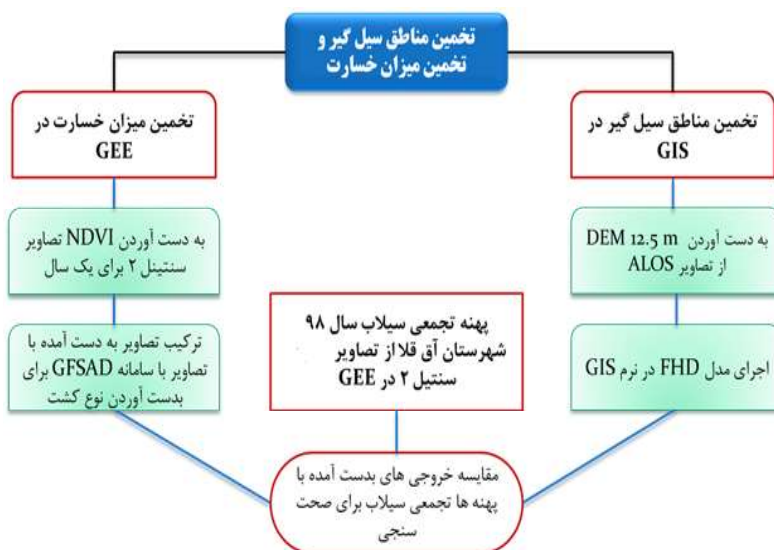 تخمین مناطق سیل گیر و
تخمین میزان خسارت
تخمین مناطق سیل گیر در
GIS
تخمین میزان خسارت در
GEE
به دست آوردن DEM 12.5 m
از تصاویر ALOS
به دست آوردن NDVI تصاویر
سنتینل ۲ برای یک سال
پهنه تجمعی سیلاب سال ۹۸
شهرستان آق قلا از تصاویر
سنتیل ۲ در GEE
اجرای مدل FHD در نرم GIS
ترکیب تصاویر به دست آمده با
تصاویر با سامانه GFSAD برای
بدست آوردن نوع کشت
مقایسه خروجی های بدست آمده با
پهنه ها تجمعی سیلاب برای صحت
سنجی